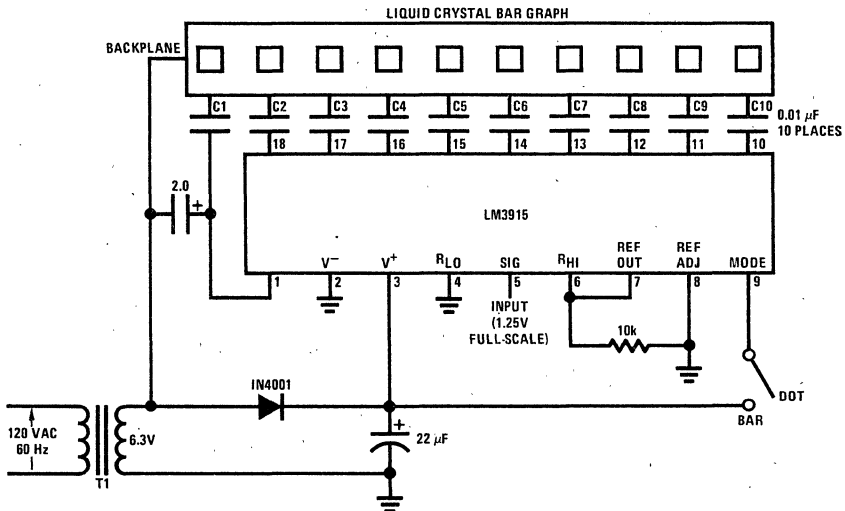 LIQUID CRYSTAL BAR GRAPH
BACKPLANE
C1 C2 C3 C4 C5 C6 C7 C8 C9 C10
0.01 μF
10 PLACES
18 17 16 15 14 13 12 11 10
2.0
+
LM3915
V− V+ RLO SIG RHI REF OUT REF ADJ MODE
1 2 3 4 5 6 7 8 9
INPUT
(1.25V
FULL-SCALE)
10k
DOT
BAR
IN4001
120 VAC
60 Hz
6.3V
+
22 μF
T1